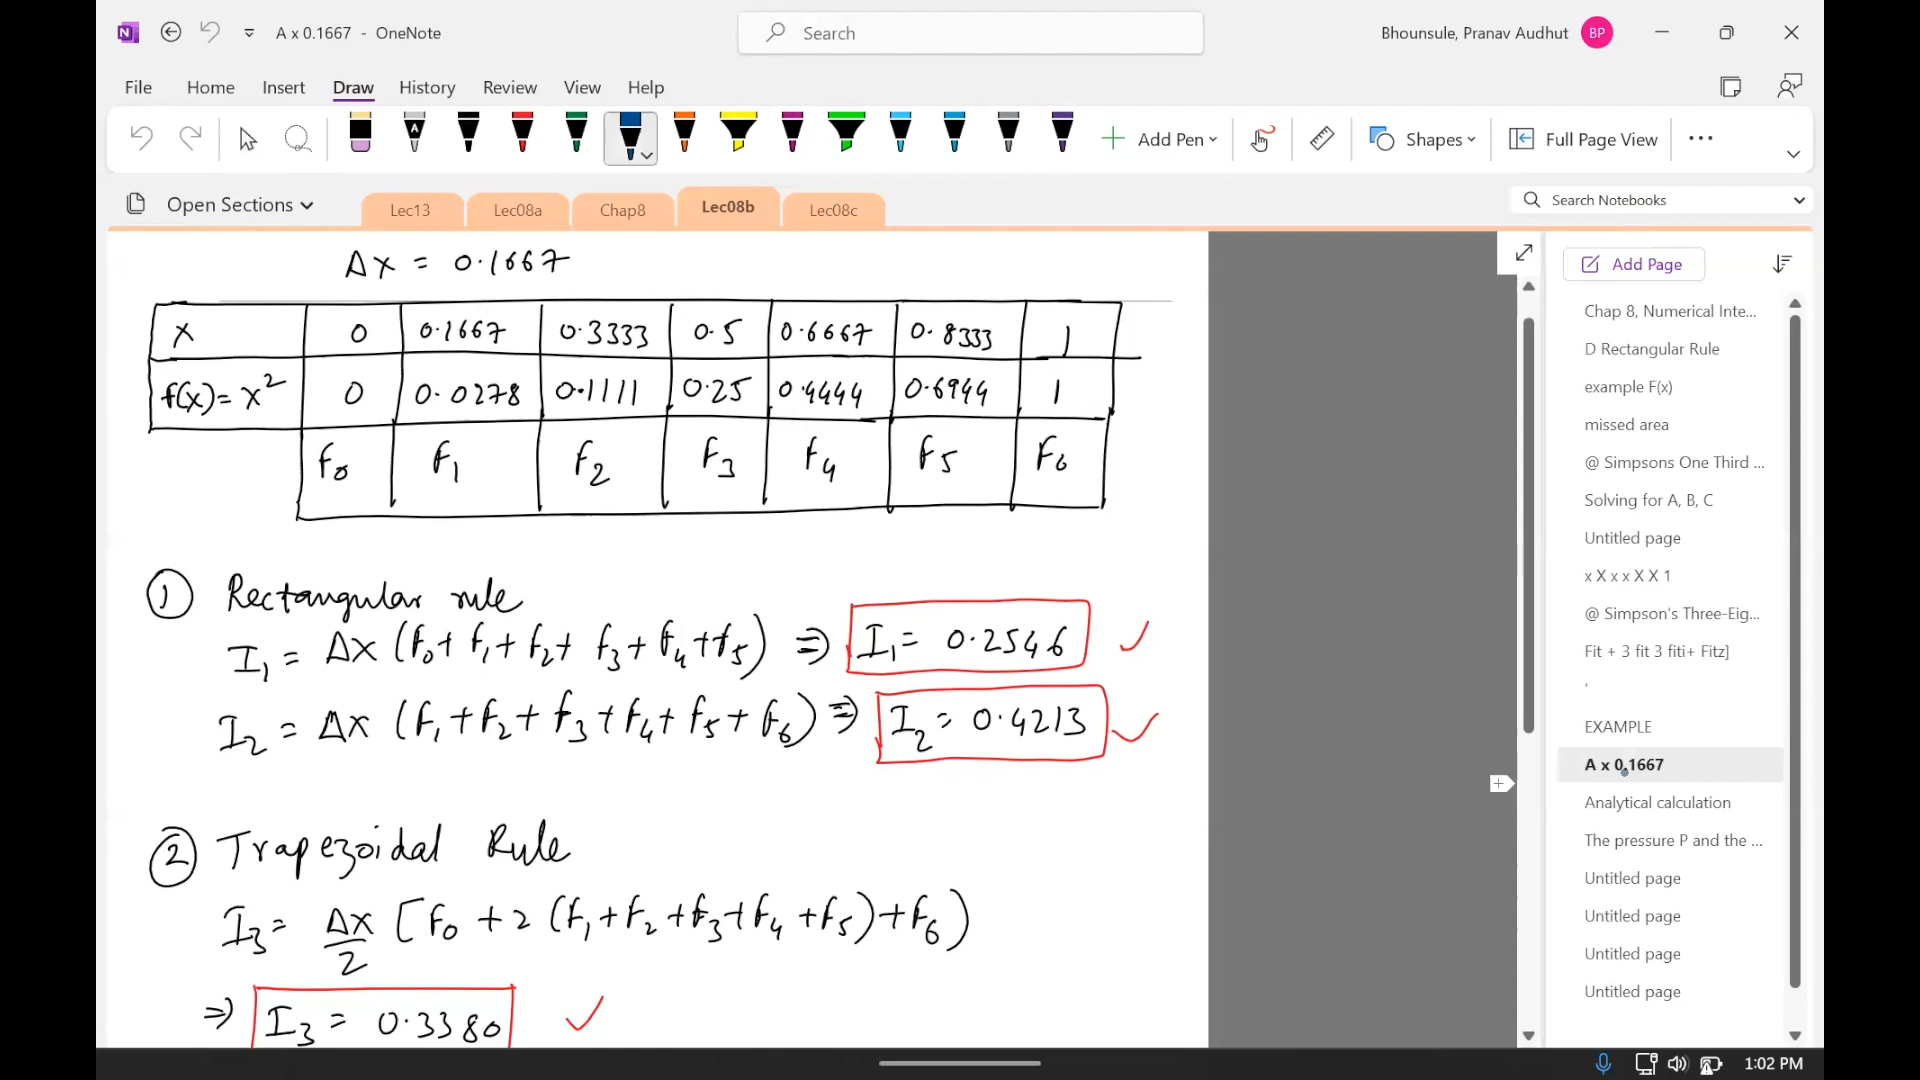 A x 0.1667 - OneNote
Search
Bhounsule, Pranav Audhut BP
File Home Insert Draw History Review View Help
Add Pen Shapes Full Page View
Open Sections Lec13 Lec08a Chap8 Lec08b Lec08c Search Notebooks
Δx = 0.1667
x 0 0.1667 0.3333 0.5 0.6667 0.8333 1
f(x)= x² 0 0.0278 0.1111 0.25 0.4444 0.6944 1
F₀ F₁ F₂ F₃ F₄ F₅ F₆
① Rectangular rule
I₁ = Δx (F₀+ F₁+ F₂+ F₃+ F₄+F₅) ⇒ I₁= 0.2546 ✓
I₂ = Δx (F₁+F₂+ F₃+F₄+ F₅+F₆) ⇒ I₂ = 0.4213 ✓
② Trapezoidal Rule
I₃= Δx/2 [F₀ + 2 (F₁+F₂+F₃+F₄+F₅)+F₆)
⇒ I₃ = 0.3380 ✓
Add Page
Chap 8, Numerical Inte...
D Rectangular Rule
example F(x)
missed area
@ Simpsons One Third ...
Solving for A, B, C
Untitled page
x X x x X X 1
@ Simpson's Three-Eig...
Fit + 3 fit 3 fiti+ Fitz]
'
EXAMPLE
A x 0.1667
Analytical calculation
The pressure P and the ...
Untitled page
Untitled page
Untitled page
Untitled page
1:02 PM